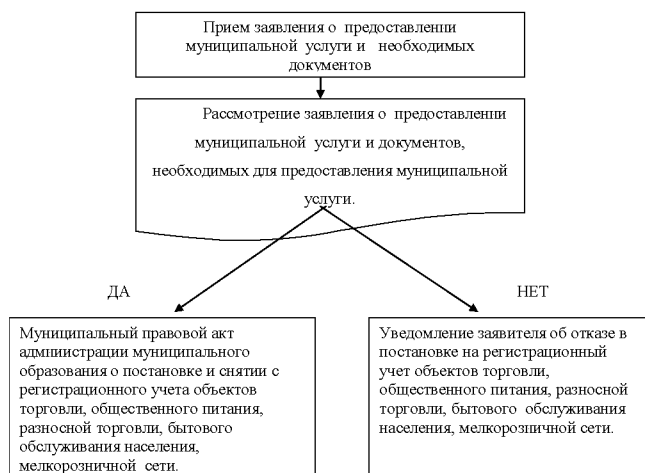 Прием заявления о предоставлении
муниципальной услуги и необходимых
документов
Рассмотрение заявления о предоставлении
муниципальной услуги и документов,
необходимых для предоставления муниципальной
услуги.
ДА
НЕТ
Муниципальный правовой акт
администрации муниципального
образования о постановке и снятии с
регистрационного учета объектов
торговли, общественного питания,
разносной торговли, бытового
обслуживания населения,
мелкорозничной сети.
Уведомление заявителя об отказе в
постановке на регистрационный
учет объектов торговли,
общественного питания, разносной
торговли, бытового обслуживания
населения, мелкорозничной сети.